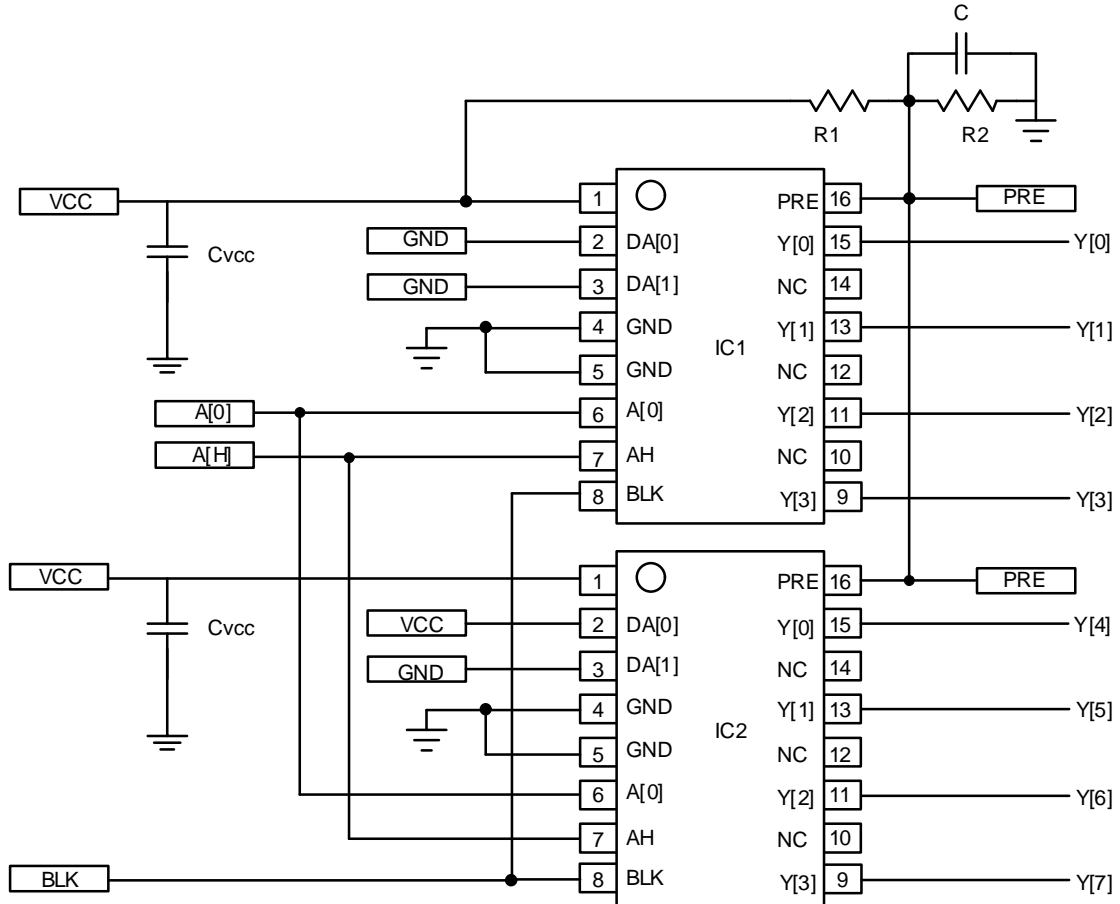 C
R1
R2
VCC
1
PRE
16
PRE
GND
2
DA[0]
Y[0]
15
Y[0]
Cvcc
GND
3
DA[1]
NC
14
4
GND
Y[1]
13
Y[1]
IC1
5
GND
NC
12
A[0]
6
A[0]
Y[2]
11
Y[2]
A[H]
7
AH
NC
10
8
BLK
Y[3]
9
Y[3]
VCC
1
PRE
16
PRE
Cvcc
VCC
2
DA[0]
Y[0]
15
Y[4]
GND
3
DA[1]
NC
14
4
GND
Y[1]
13
Y[5]
IC2
5
GND
NC
12
6
A[0]
Y[2]
11
Y[6]
7
AH
NC
10
BLK
8
BLK
Y[3]
9
Y[7]